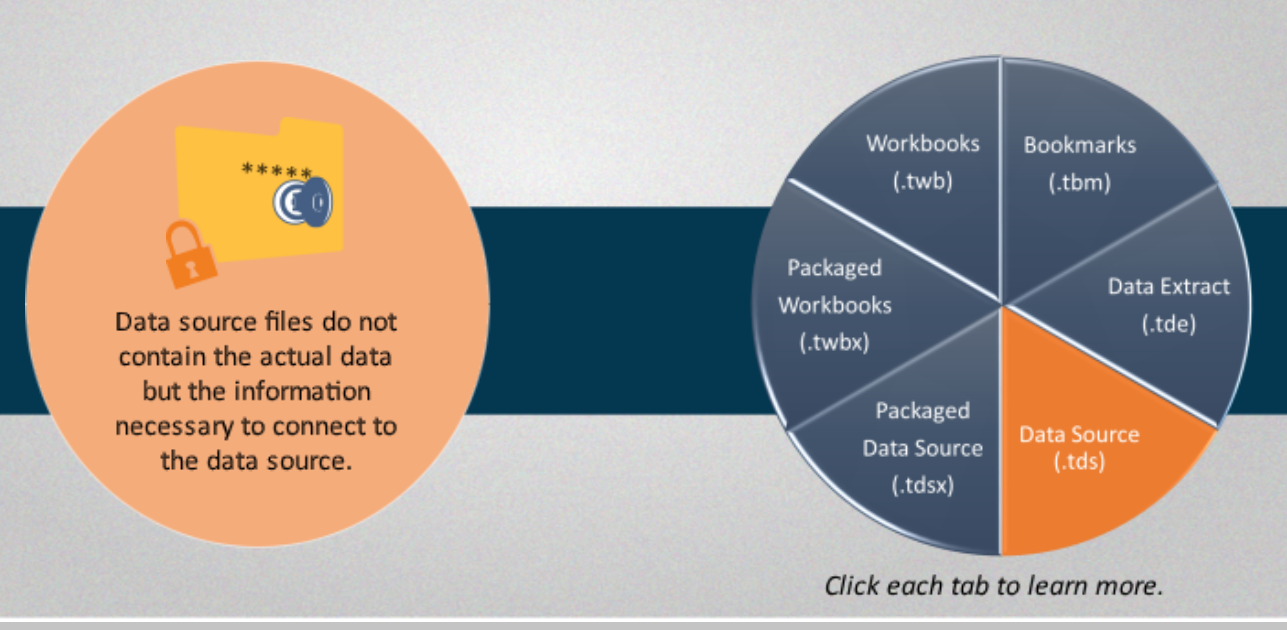 *****
Data source files do not
contain the actual data
but the information
necessary to connect to
the data source.
Workbooks
(.twb)
Bookmarks
(.tbm)
Packaged
Workbooks
(.twbx)
Data Extract
(.tde)
Packaged
Data Source
(.tdsx)
Data Source
(.tds)
Click each tab to learn more.